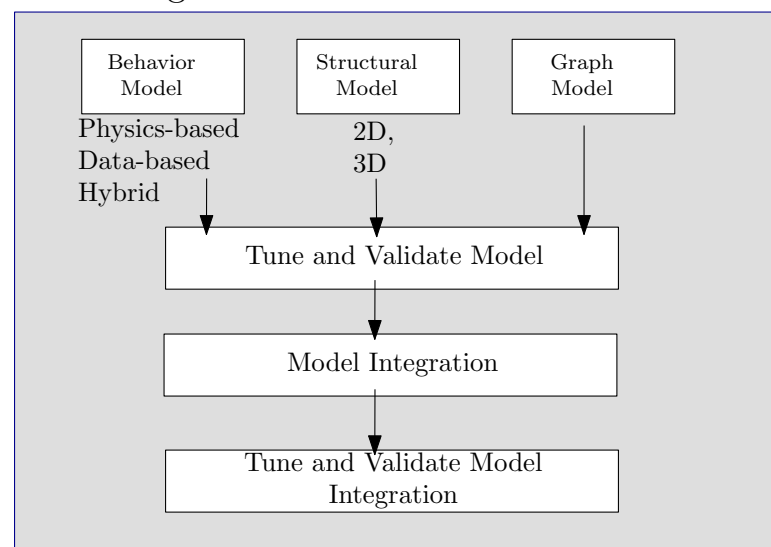 Behavior
Model
Structural
Model
Graph
Model
Physics-based
Data-based
Hybrid
2D,
3D
Tune and Validate Model
Model Integration
Tune and Validate Model
Integration